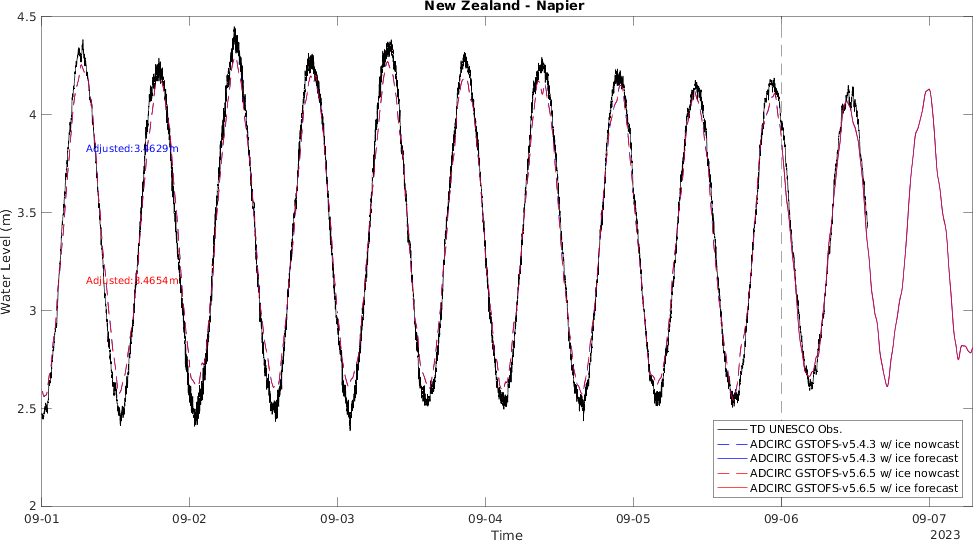 New Zealand - Napier
4.5
4
3.5
3
2.5
2
Water Level (m)
Adjusted:3.4629m
Adjusted:3.4654m
TD UNESCO Obs.
ADCIRC GSTOFS-v5.4.3 w/ ice nowcast
ADCIRC GSTOFS-v5.4.3 w/ ice forecast
ADCIRC GSTOFS-v5.6.5 w/ ice nowcast
ADCIRC GSTOFS-v5.6.5 w/ ice forecast
09-01 09-02 09-03 09-04 09-05 09-06 09-07
Time
2023